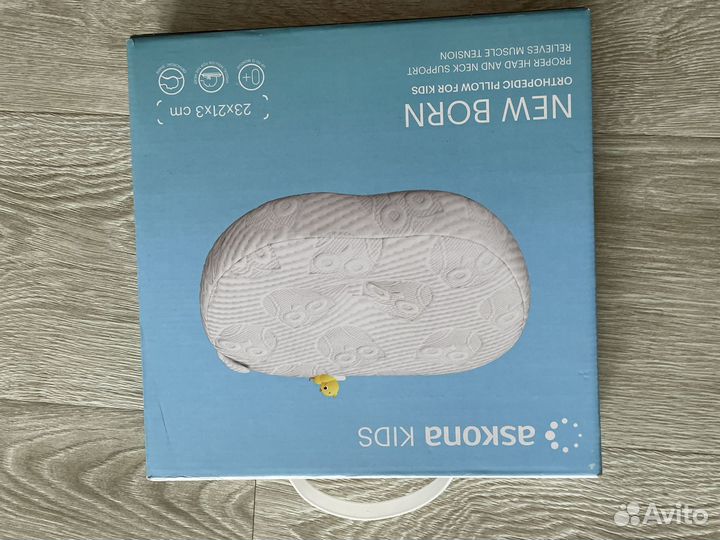 askona KIDS
NEW BORN
ORTHOPEDIC PILLOW FOR KIDS
PROPER HEAD AND NECK SUPPORT
RELIEVES MUSCLE TENSION
23x21x3 cm
0+
Avito